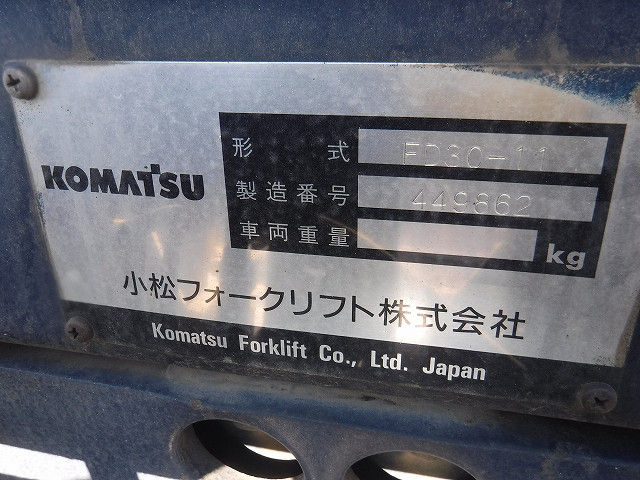 KOMATSU
形 式 FD30-11
製造番号 449862
車両重量 kg
小松フォークリフト株式会社
Komatsu Forklift Co., Ltd. Japan